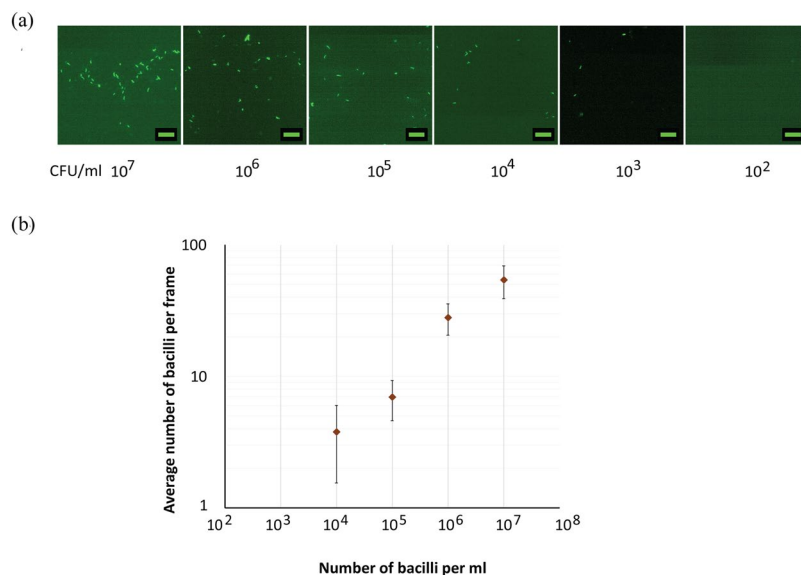 (a)
CFU/ml 10⁷ 10⁶ 10⁵ 10⁴ 10³ 10²
(b)
Average number of bacilli per frame
100
10
1
10² 10³ 10⁴ 10⁵ 10⁶ 10⁷ 10⁸
Number of bacilli per ml